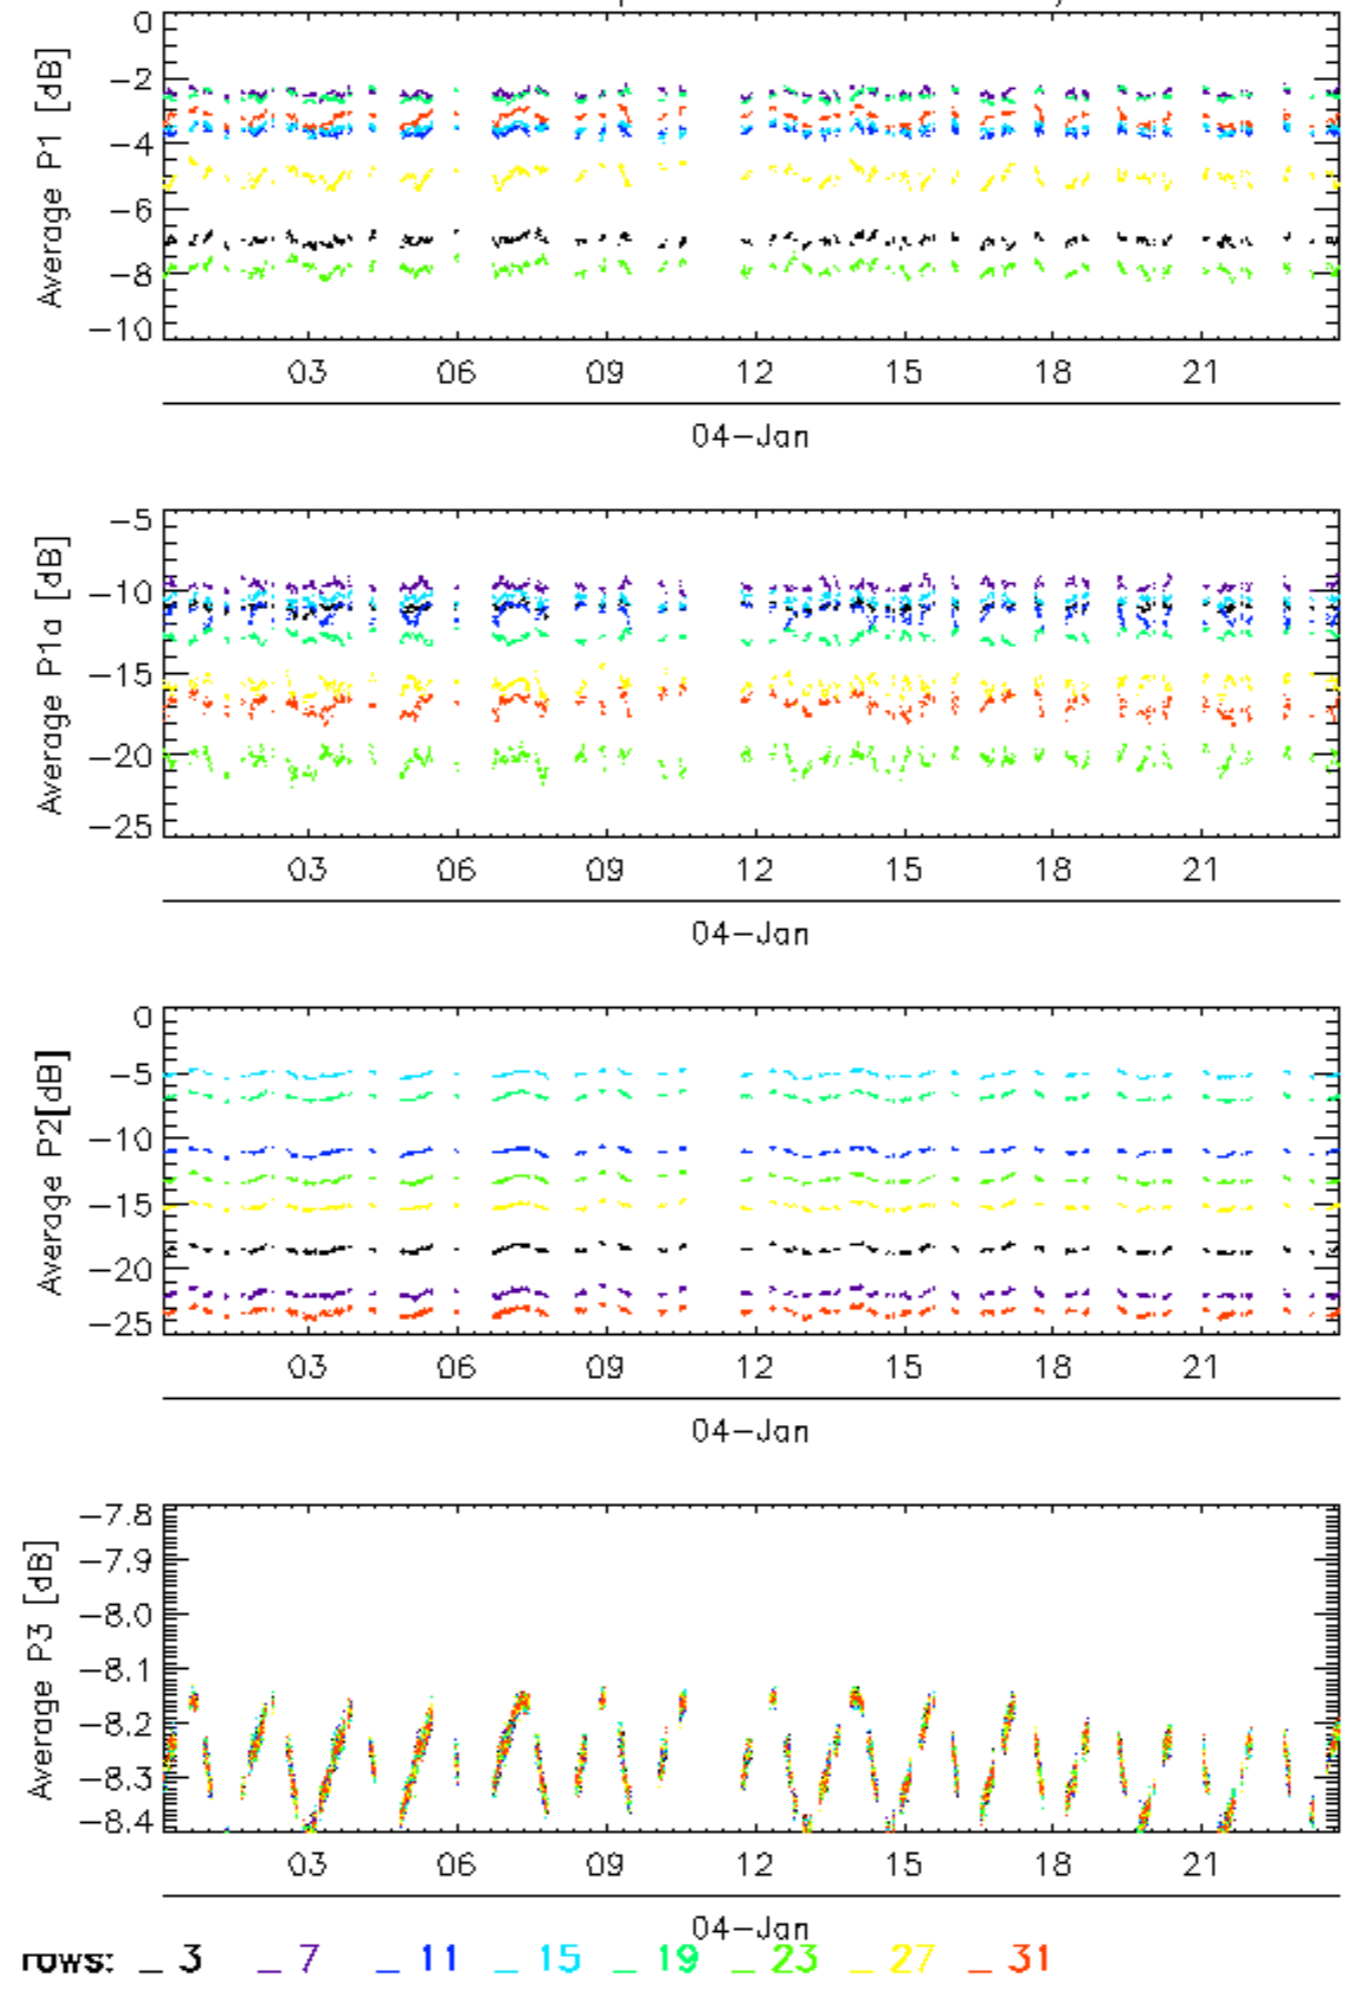 0
Average P1 [dB]
−2
−4
−6
−8
−10
03 06 09 12 15 18 21
04−Jan
−5
Average P1a [dB]
−10
−15
−20
−25
03 06 09 12 15 18 21
04−Jan
0
Average P2[dB]
−5
−10
−15
−20
−25
03 06 09 12 15 18 21
04−Jan
−7.8
Average P3 [dB]
−7.9
−8.0
−8.1
−8.2
−8.3
−8.4
03 06 09 12 15 18 21
04−Jan
rows: _ 3 _ 7 _ 11 _ 15 _ 19 _ 23 _ 27 _ 31